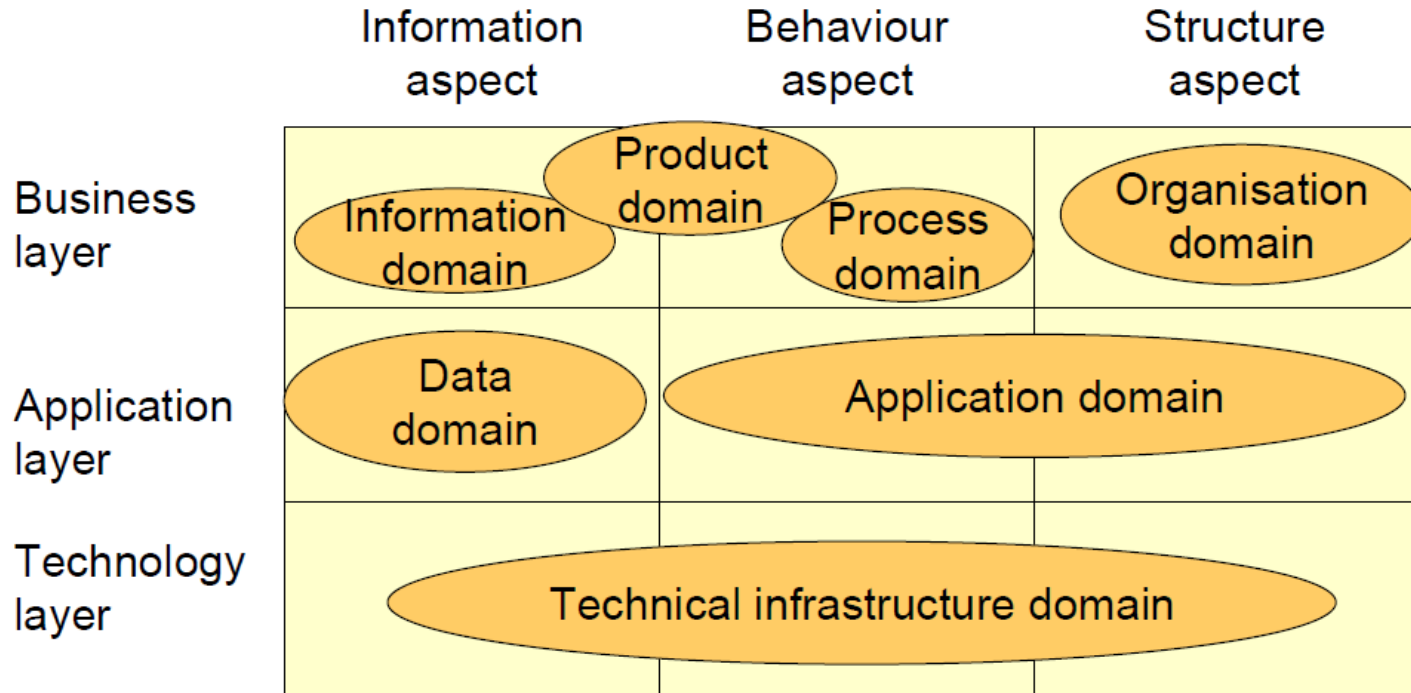 Information
aspect
Behaviour
aspect
Structure
aspect
Business
layer
Information
domain
Product
domain
Process
domain
Organisation
domain
Application
layer
Data
domain
Application domain
Technology
layer
Technical infrastructure domain